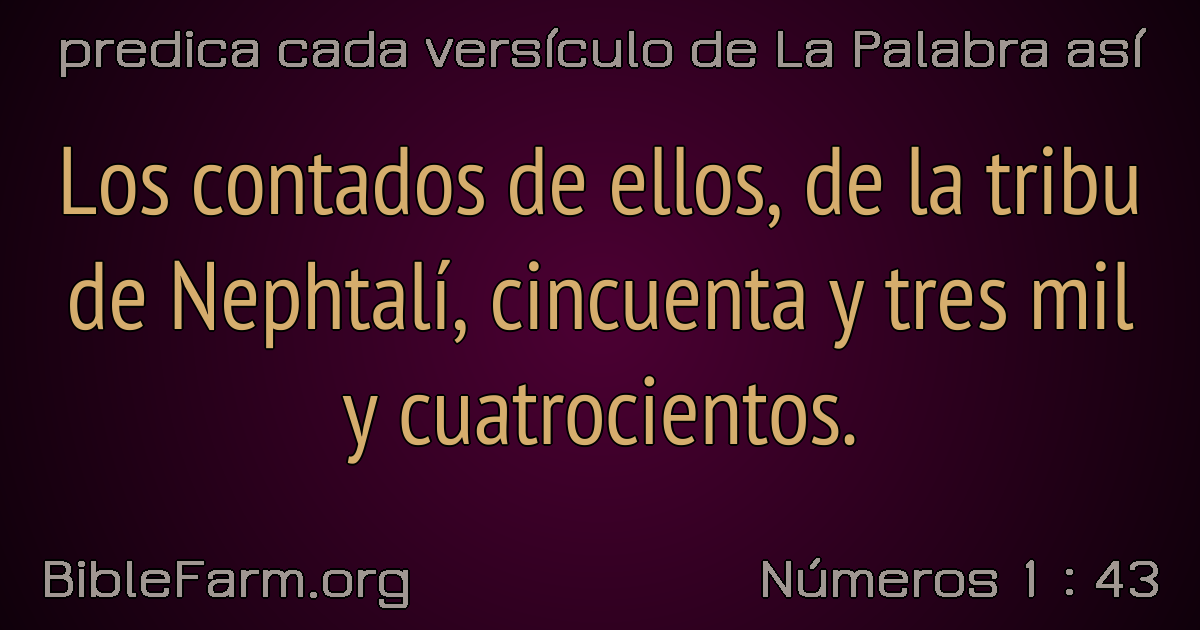 predica cada versículo de La Palabra así
Los contados de ellos, de la tribu
de Nephtalí, cincuenta y tres mil
y cuatrocientos.
BibleFarm.org
Números 1 : 43